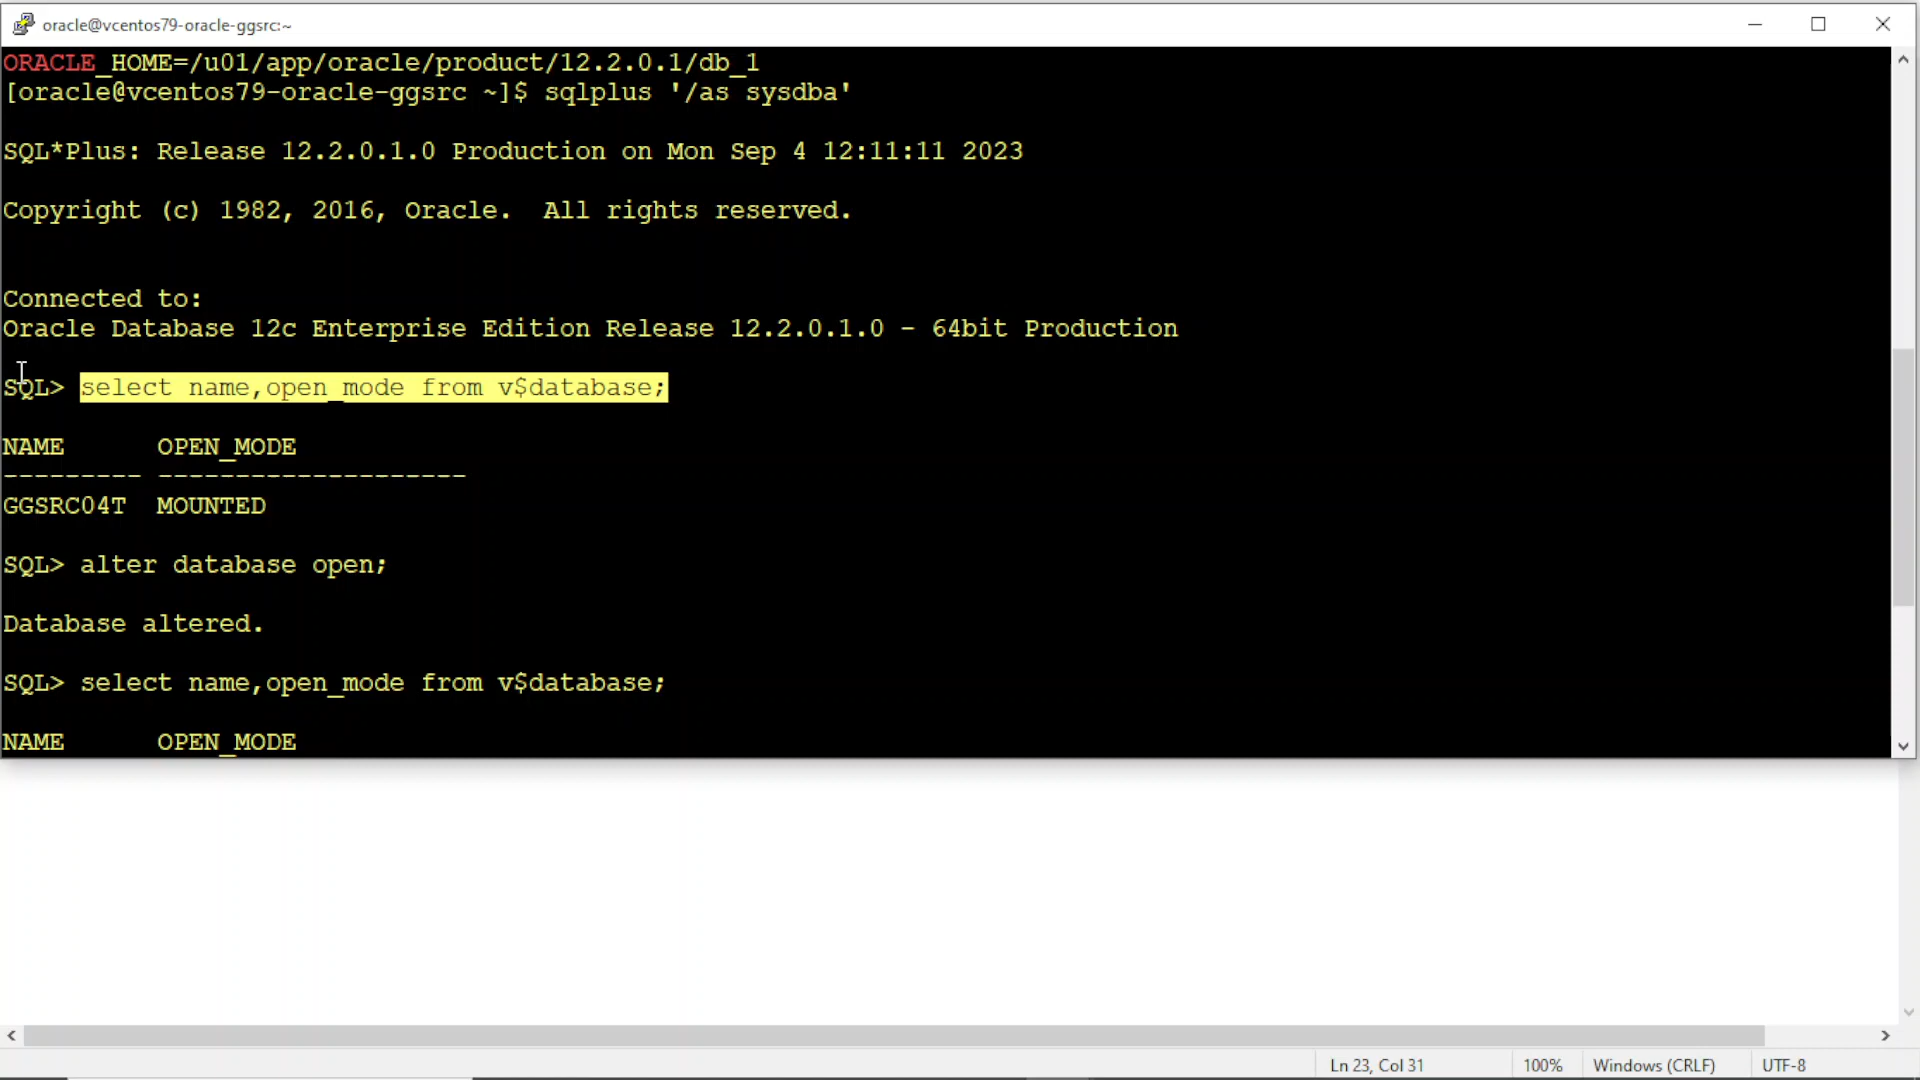 oracle@vcentos79-oracle-ggsrc:~
ORACLE_HOME=/u01/app/oracle/product/12.2.0.1/db_1
[oracle@vcentos79-oracle-ggsrc ~]$ sqlplus '/as sysdba'
SQL*Plus: Release 12.2.0.1.0 Production on Mon Sep 4 12:11:11 2023
Copyright (c) 1982, 2016, Oracle.  All rights reserved.
Connected to:
Oracle Database 12c Enterprise Edition Release 12.2.0.1.0 - 64bit Production
SQL> select name,open_mode from v$database;
NAME      OPEN_MODE
--------- --------------------
GGSRC04T  MOUNTED
SQL> alter database open;
Database altered.
SQL> select name,open_mode from v$database;
NAME      OPEN_MODE
Ln 23, Col 31 100% Windows (CRLF) UTF-8